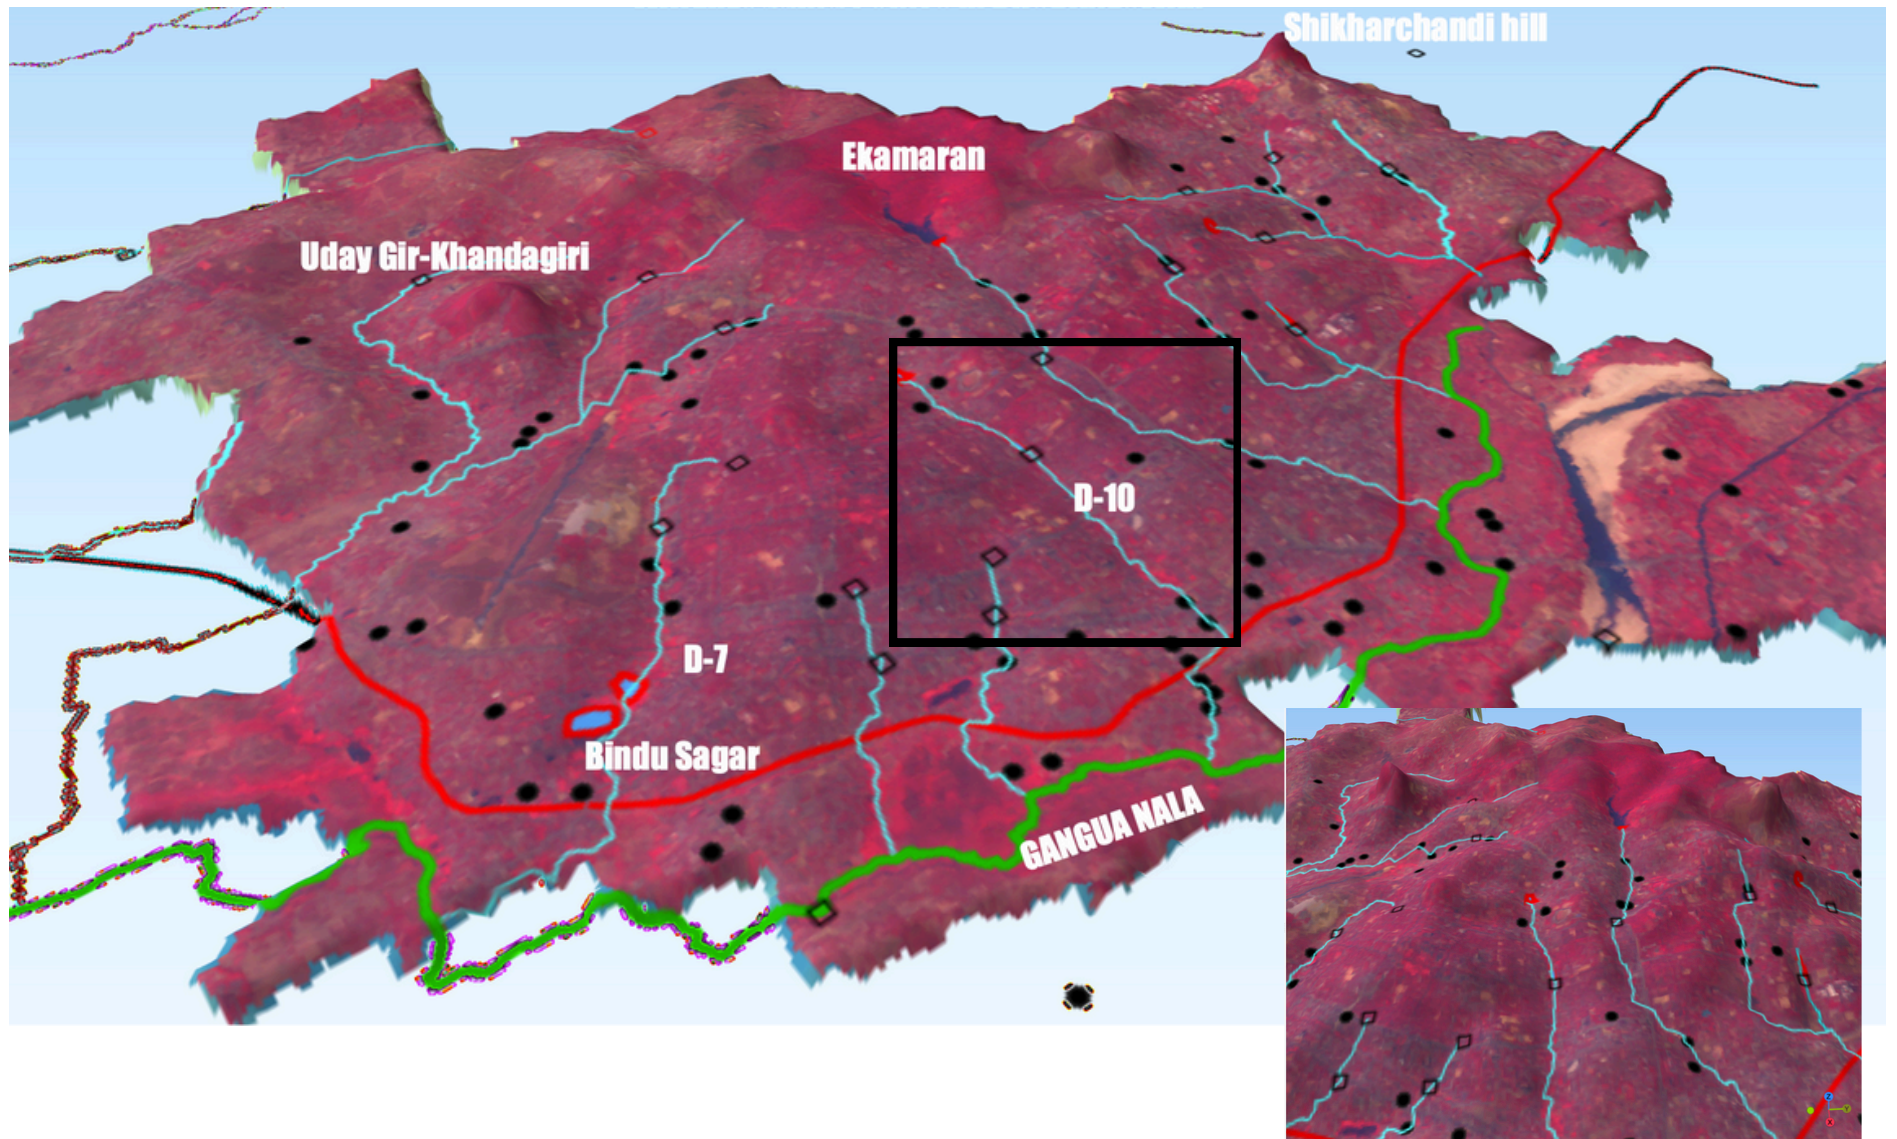 Shikharchandi hill
Ekamaran
Uday Gir-Khandagiri
D-10
D-7
Bindu Sagar
GANGUA NALA